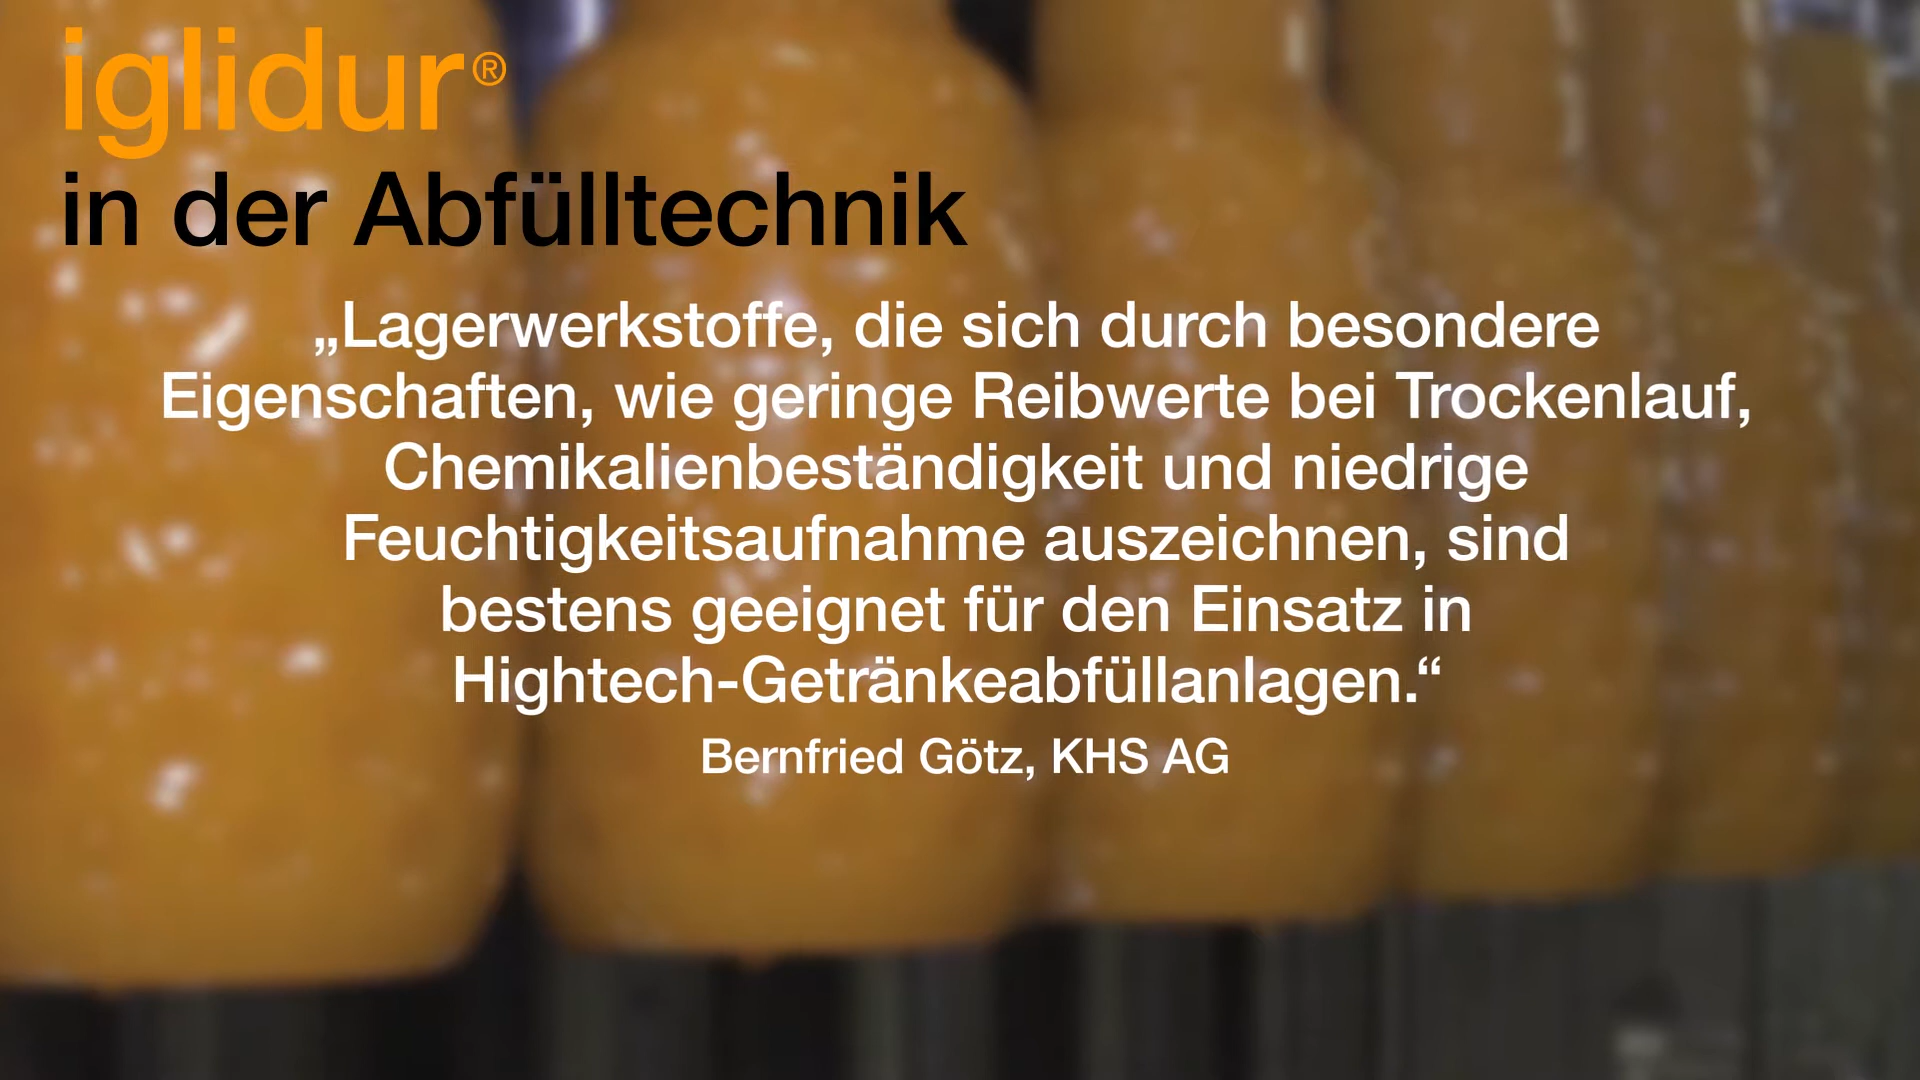 iglidur®
in der Abfülltechnik
„Lagerwerkstoffe, die sich durch besondere
Eigenschaften, wie geringe Reibwerte bei Trockenlauf,
Chemikalienbeständigkeit und niedrige
Feuchtigkeitsaufnahme auszeichnen, sind
bestens geeignet für den Einsatz in
Hightech-Getränkeabfüllanlagen.“
Bernfried Götz, KHS AG